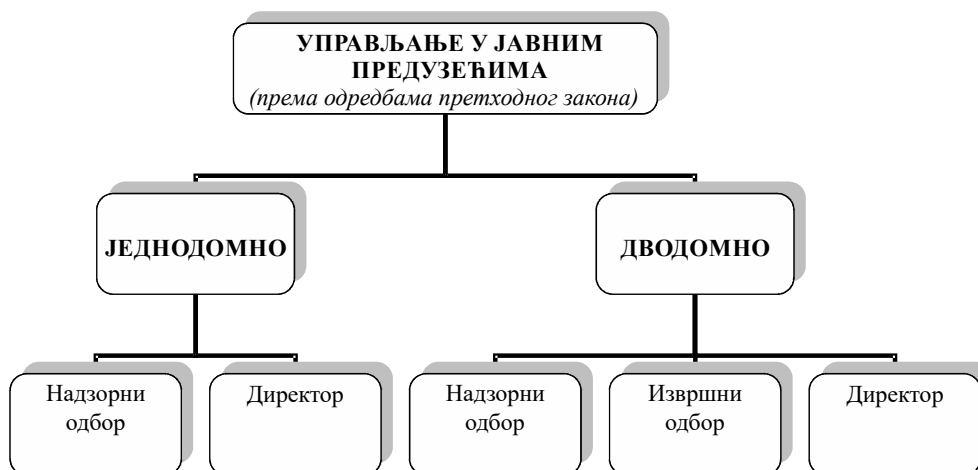 УПРАВЉАЊЕ У ЈАВНИМ
ПРЕДУЗЕЋИМА
(према одредбама претходног закона)
ЈЕДНОДОМНО
ДВОДОМНО
Надзорни
одбор
Директор
Надзорни
одбор
Извршни
одбор
Директор